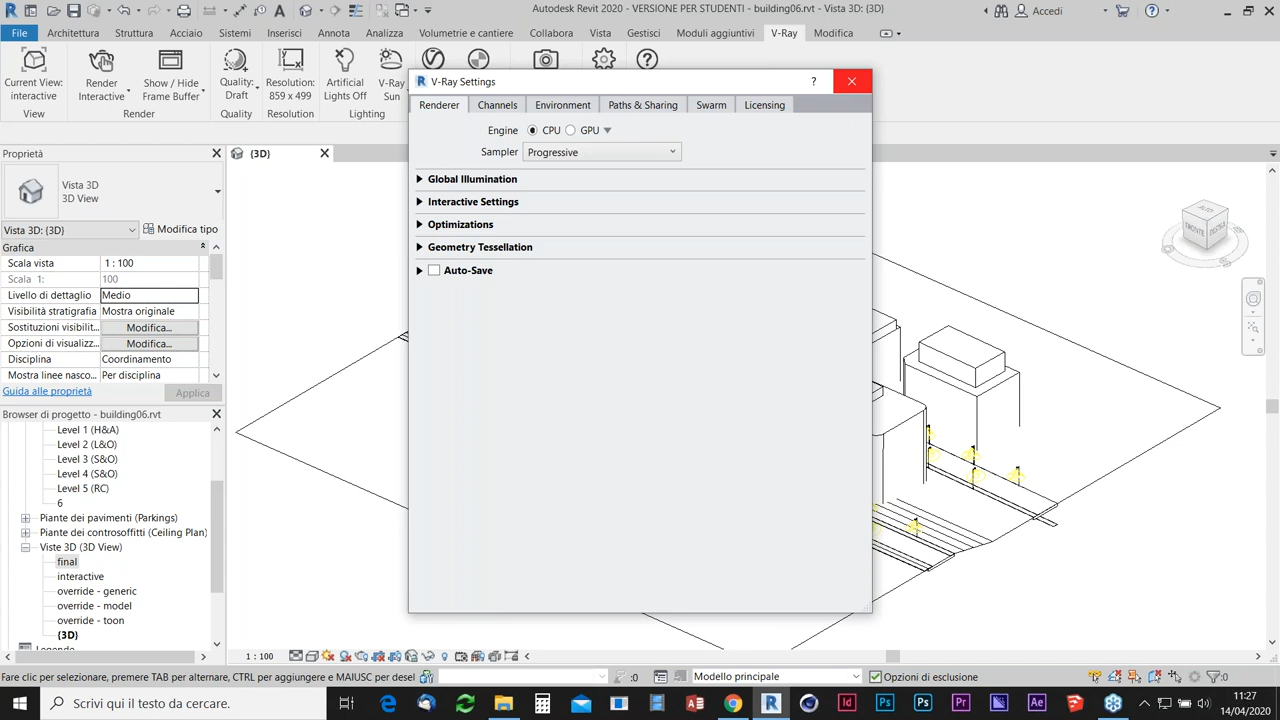 Autodesk Revit 2020 - VERSIONE PER STUDENTI - building06.rvt - Vista 3D: {3D}
Accedi
File Architettura Struttura Acciaio Sistemi Inserisci Annota Analizza Volumetrie e cantiere Collabora Vista Gestisci Moduli aggiuntivi V-Ray Modifica
Current View: interactive
Render Interactive
Show / Hide Frame Buffer
Quality: Draft
Resolution: 859 x 499
Artificial Lights Off
V-Ray Sun
View Render Quality Resolution Lighting
V-Ray Settings
?
Renderer Channels Environment Paths & Sharing Swarm Licensing
Engine CPU GPU
Sampler Progressive
Global Illumination
Interactive Settings
Optimizations
Geometry Tessellation
Auto-Save
Proprietà
{3D}
Vista 3D
3D View
Vista 3D: {3D} Modifica tipo
Grafica
Scala vista 1 : 100
Scala 1: 100
Livello di dettaglio Medio
Visibilità stratigrafia Mostra originale
Sostituzioni visibilit... Modifica...
Opzioni di visualizz... Modifica...
Disciplina Coordinamento
Mostra linee nasco... Per disciplina
Guida alle proprietà Applica
Browser di progetto - building06.rvt
Level 1 (H&A)
Level 2 (L&O)
Level 3 (S&O)
Level 4 (S&O)
Level 5 (RC)
6
Piante dei pavimenti (Parkings)
Piante dei controsoffitti (Ceiling Plan)
Viste 3D (3D View)
final
interactive
override - generic
override - model
override - toon
{3D}
Legende
1 : 100
Fare clic per selezionare, premere TAB per alternare, CTRL per aggiungere e MAIUSC per desel
:0
Modello principale
Opzioni di esclusione
:0
Scrivi qui il testo da cercare.
11:27
14/04/2020